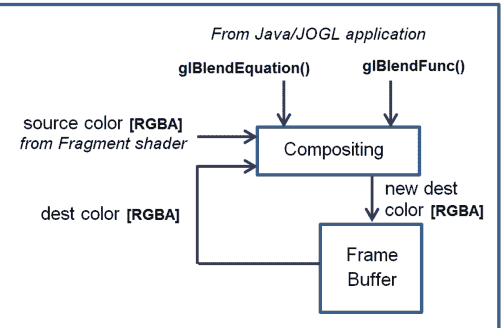 From Java/JOGL application
glBlendEquation()
glBlendFunc()
source color [RGBA]
from Fragment shader
Compositing
new dest
color [RGBA]
dest color [RGBA]
Frame
Buffer